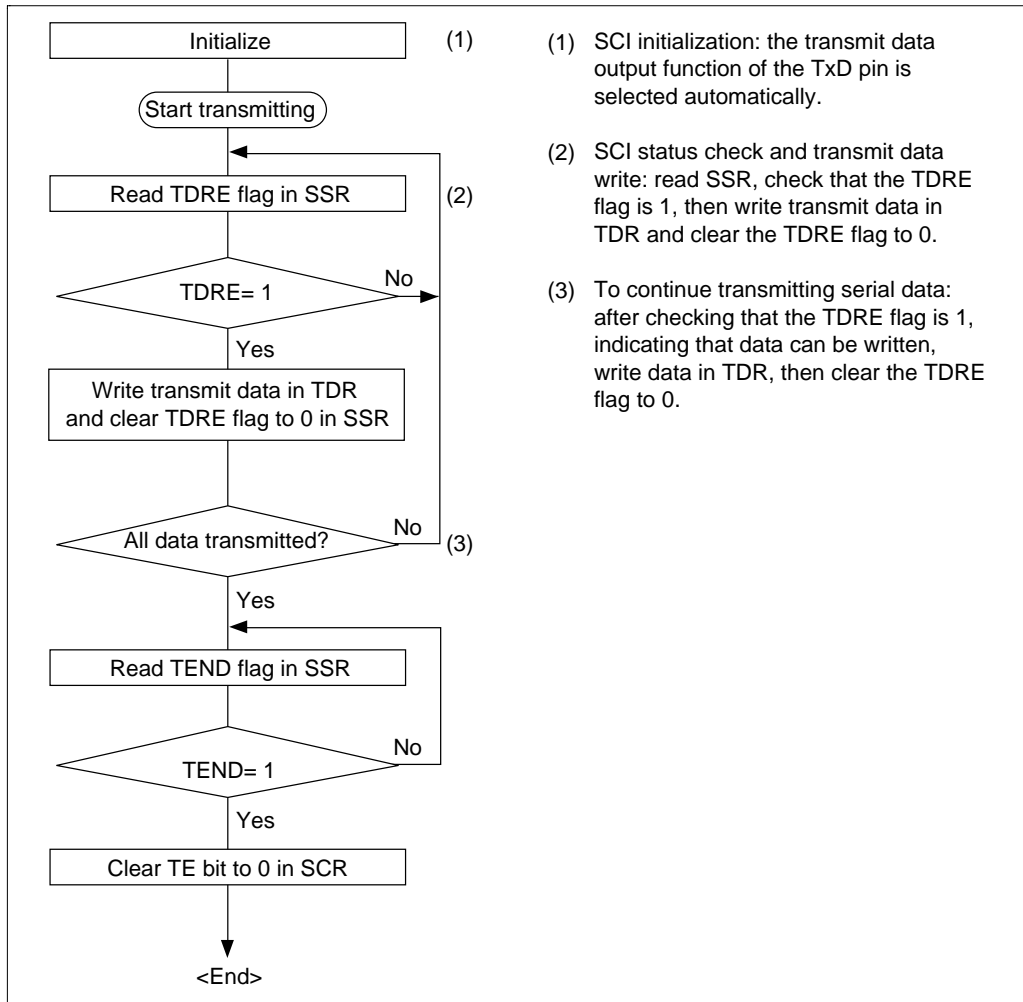 Initialize
(1)
Start transmitting
Read TDRE flag in SSR
(2)
TDRE= 1
No
Yes
Write transmit data in TDR
and clear TDRE flag to 0 in SSR
All data transmitted?
No
(3)
Yes
Read TEND flag in SSR
TEND= 1
No
Yes
Clear TE bit to 0 in SCR
<End>
(1) SCI initialization: the transmit data
output function of the TxD pin is
selected automatically.
(2) SCI status check and transmit data
write: read SSR, check that the TDRE
flag is 1, then write transmit data in
TDR and clear the TDRE flag to 0.
(3) To continue transmitting serial data:
after checking that the TDRE flag is 1,
indicating that data can be written,
write data in TDR, then clear the TDRE
flag to 0.